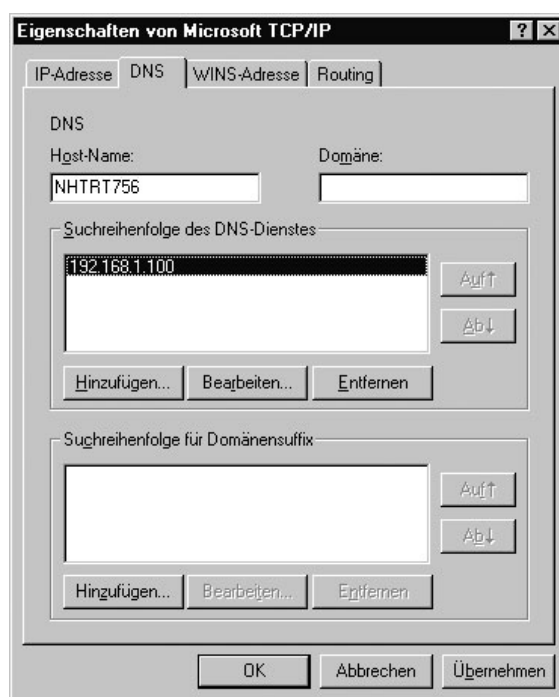 Eigenschaften von Microsoft TCP/IP ? ×
IP-Adresse DNS WINS-Adresse Routing
DNS
Host-Name: Domäne:
NHTRT756
Suchreihenfolge des DNS-Dienstes
192.168.1.100
Auf↑
Ab↓
Hinzufügen... Bearbeiten... Entfernen
Suchreihenfolge für Domänensuffix
Auf↑
Ab↓
Hinzufügen... Bearbeiten... Entfernen
OK Abbrechen Übernehmen